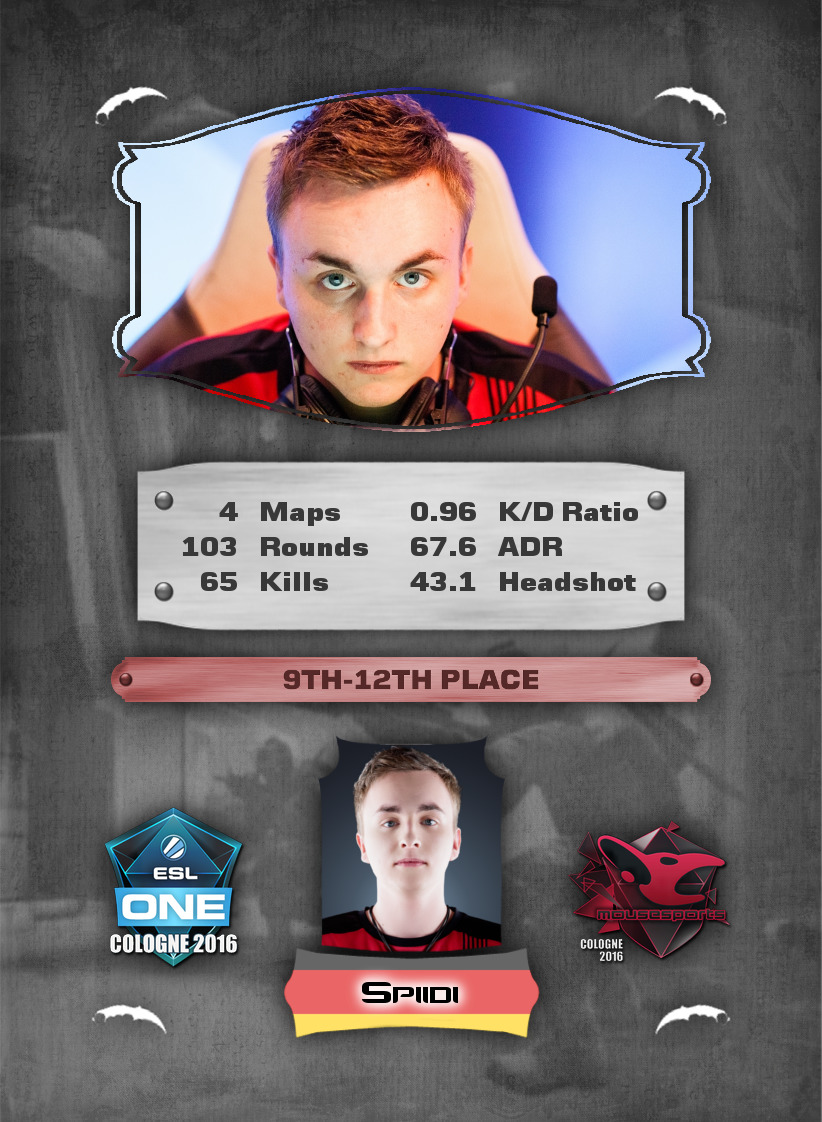 4 Maps 0.96 K/D Ratio
103 Rounds 67.6 ADR
65 Kills 43.1 Headshot
9TH-12TH PLACE
ESL
ONE
COLOGNE 2016
mousesports
COLOGNE
2016
Spiidi